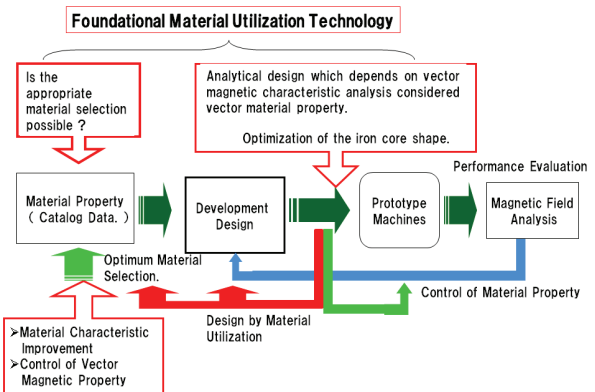 Foundational Material Utilization Technology
Is the
appropriate
material selection
possible ?
Analytical design which depends on vector
magnetic characteristic analysis considered
vector material property.
Optimization of the iron core shape.
Performance Evaluation
Material Property
( Catalog Data. )
Development
Design
Prototype
Machines
Magnetic Field
Analysis
Optimum Material
Selection.
Control of Material Property
Design by Material
Utilization
➢Material Characteristic
Improvement
➢Control of Vector
Magnetic Property